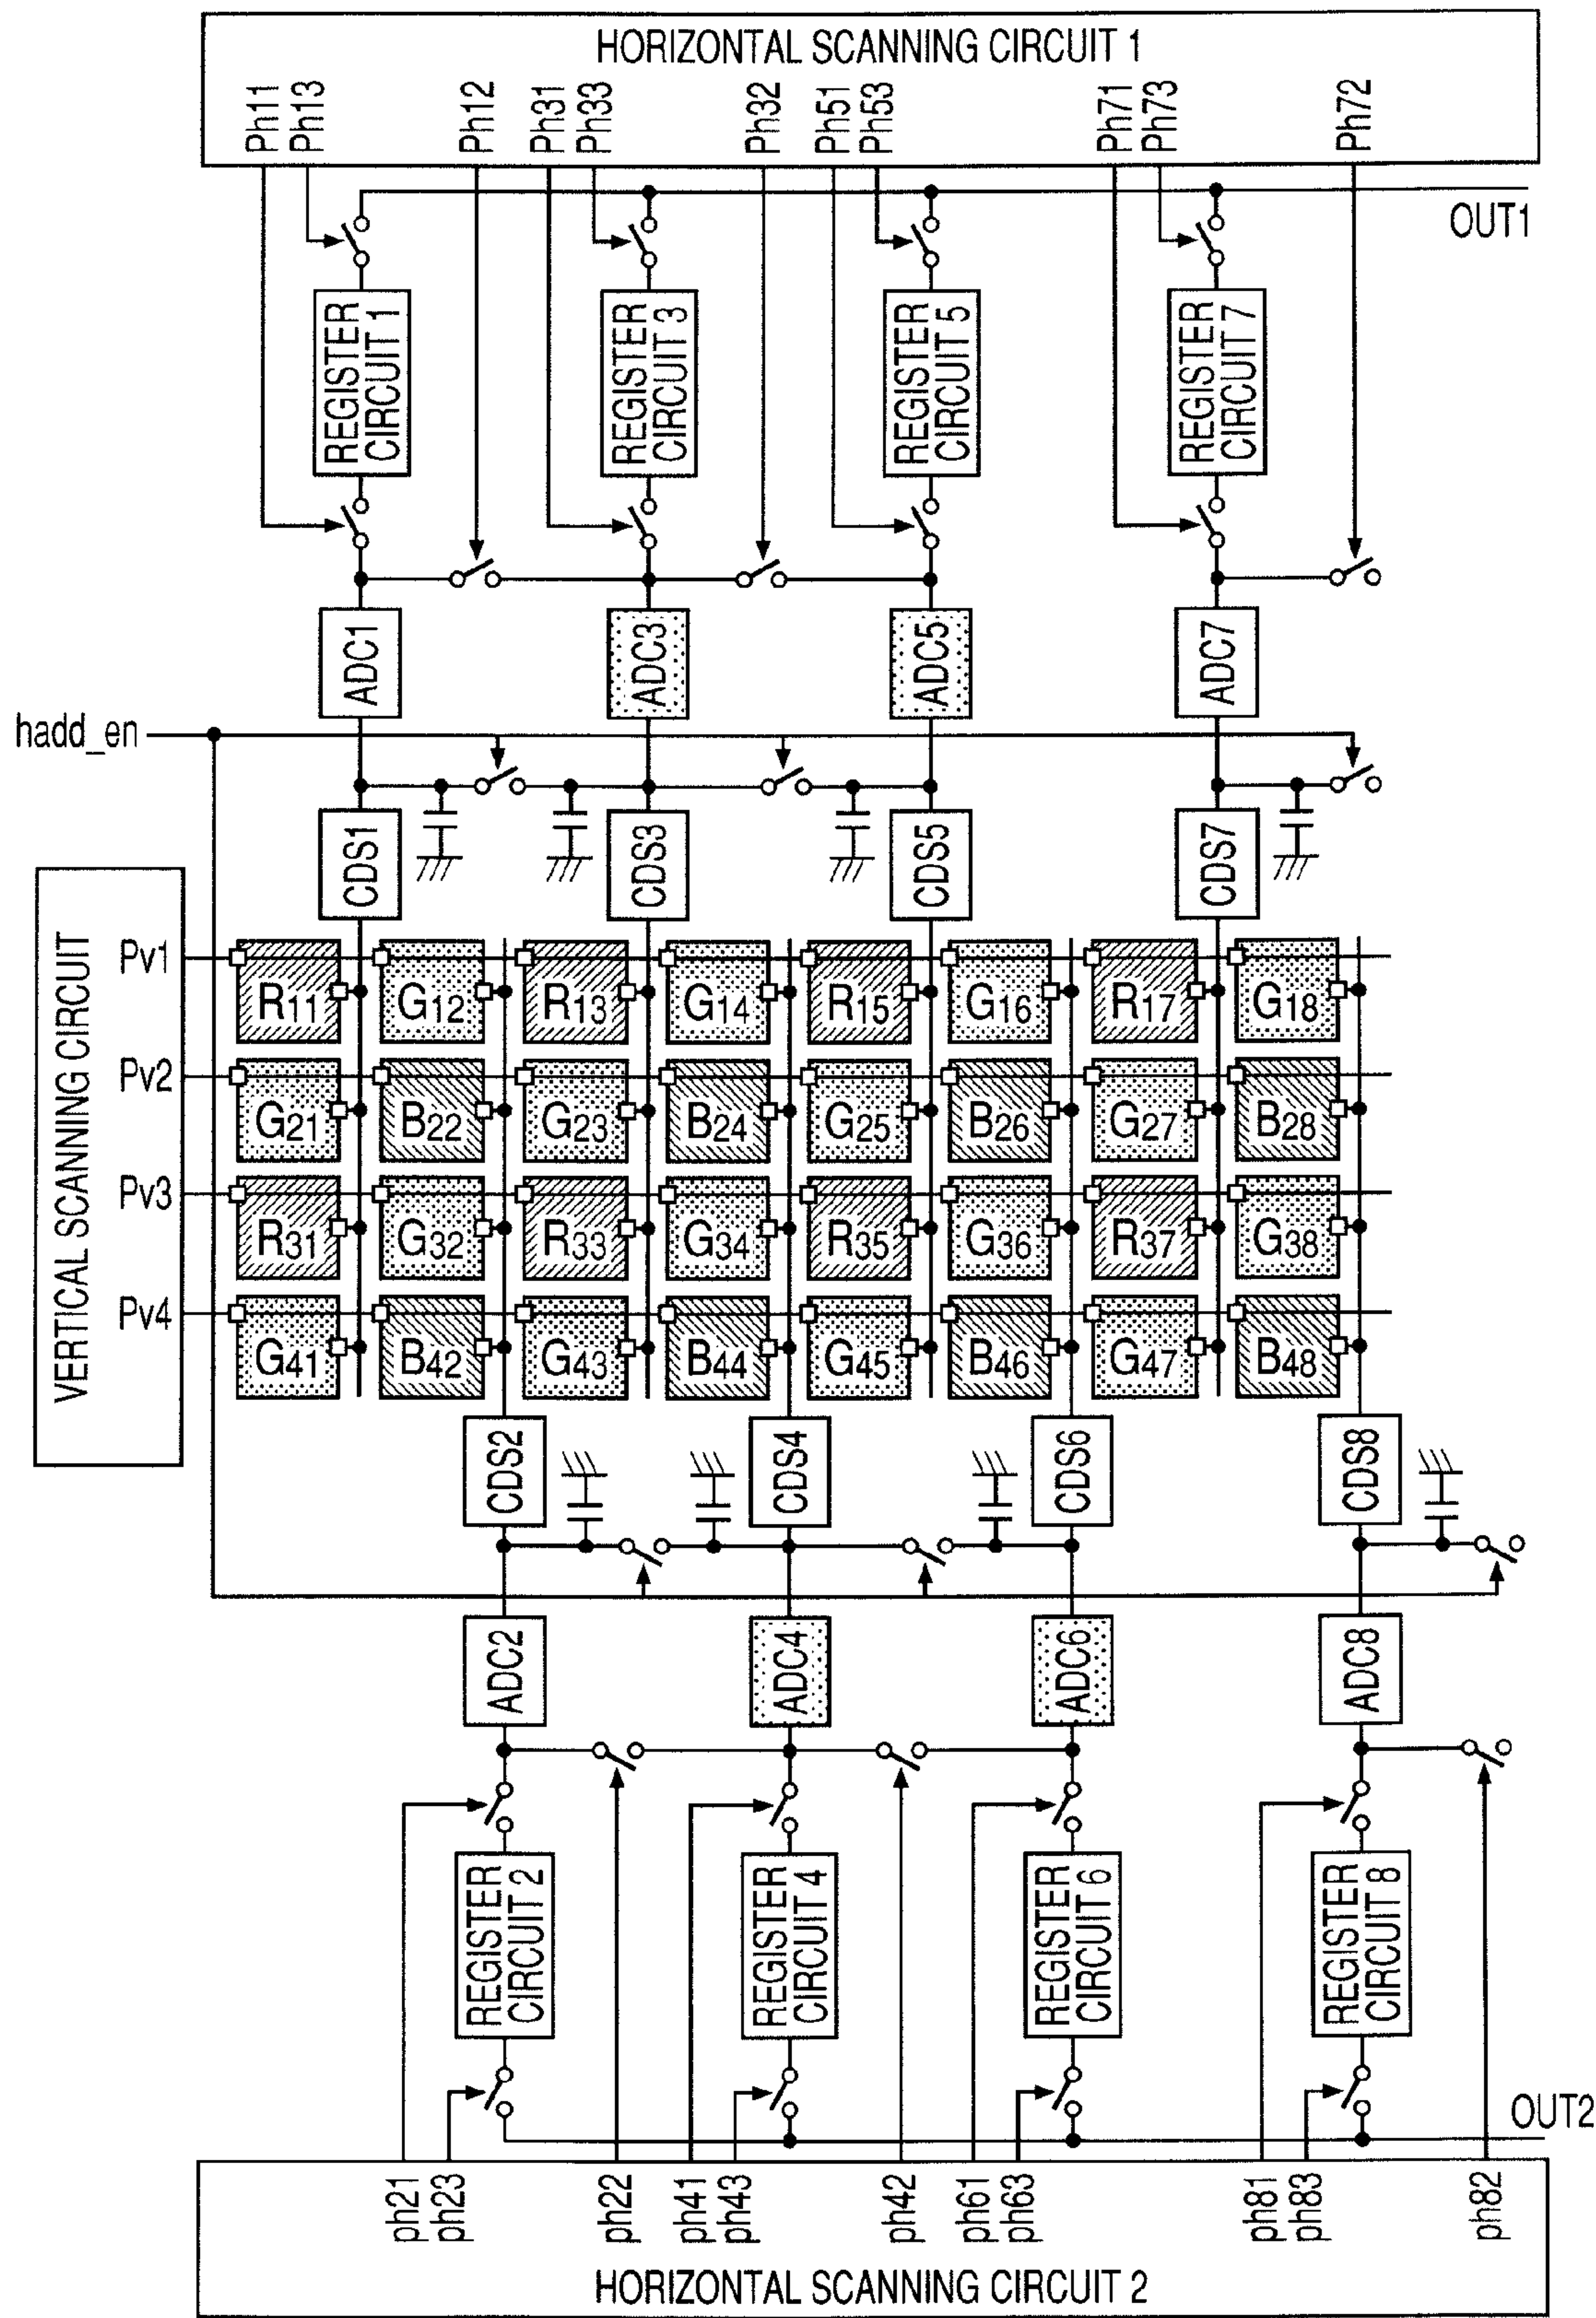 HORIZONTAL SCANNING CIRCUIT 1
Ph11
Ph13
Ph12
Ph31
Ph33
Ph32
Ph51
Ph53
Ph71
Ph73
Ph72
OUT1
REGISTER
CIRCUIT 1
REGISTER
CIRCUIT 3
REGISTER
CIRCUIT 5
REGISTER
CIRCUIT 7
ADC1
ADC3
ADC5
ADC7
hadd_en
CDS1
CDS3
CDS5
CDS7
VERTICAL SCANNING CIRCUIT
Pv1
R11
G12
R13
G14
R15
G16
R17
G18
Pv2
G21
B22
G23
B24
G25
B26
G27
B28
Pv3
R31
G32
R33
G34
R35
G36
R37
G38
Pv4
G41
B42
G43
B44
G45
B46
G47
B48
CDS2
CDS4
CDS6
CDS8
ADC2
ADC4
ADC6
ADC8
REGISTER
CIRCUIT 2
REGISTER
CIRCUIT 4
REGISTER
CIRCUIT 6
REGISTER
CIRCUIT 8
OUT2
ph21
ph23
ph22
ph41
ph43
ph42
ph61
ph63
ph81
ph83
ph82
HORIZONTAL SCANNING CIRCUIT 2